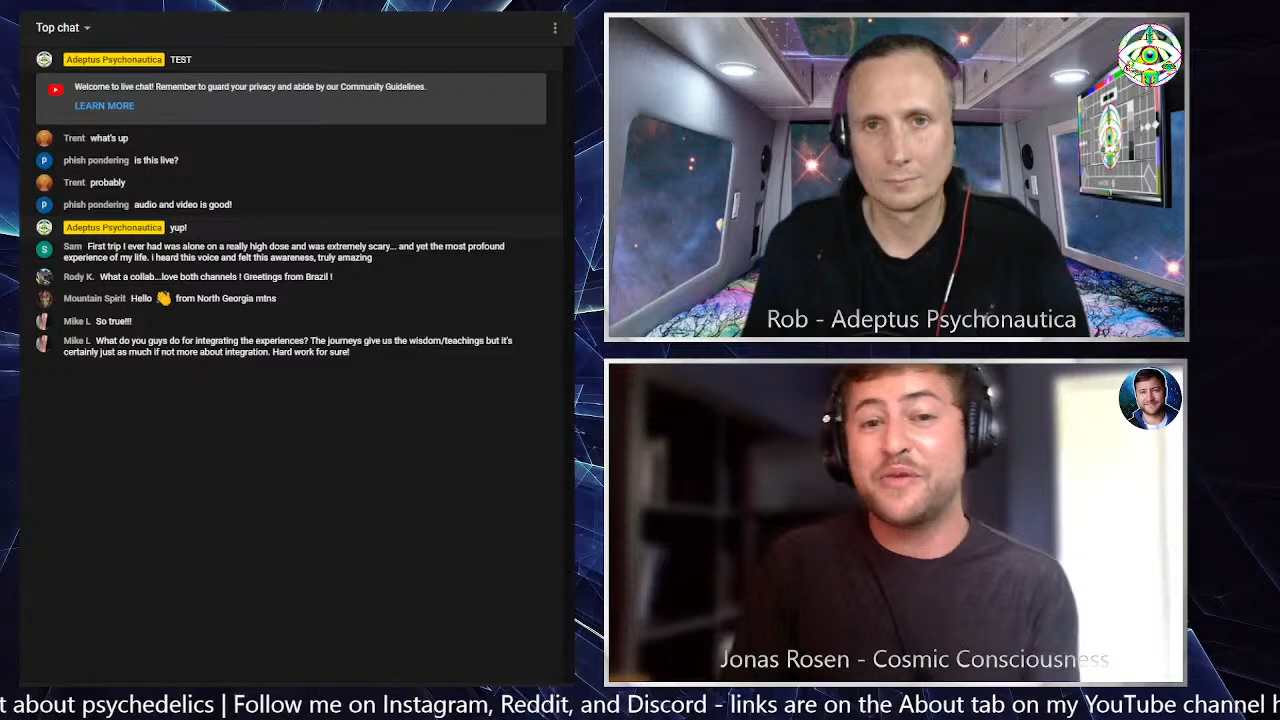 Top chat
Adeptus Psychonautica TEST
Welcome to live chat! Remember to guard your privacy and abide by our Community Guidelines.
LEARN MORE
Trent what's up
phish pondering is this live?
Trent probably
phish pondering audio and video is good!
Adeptus Psychonautica yup!
Sam First trip I ever had was alone on a really high dose and was extremely scary... and yet the most profound
experience of my life. i heard this voice and felt this awareness, truly amazing
Rody K. What a collab...love both channels ! Greetings from Brazil !
Mountain Spirit Hello 👋 from North Georgia mtns
Mike L So true!!!
Mike L What do you guys do for integrating the experiences? The journeys give us the wisdom/teachings but it's
certainly just as much if not more about integration. Hard work for sure!
Rob - Adeptus Psychonautica
Jonas Rosen - Cosmic Consciousness
t about psychedelics | Follow me on Instagram, Reddit, and Discord - links are on the About tab on my YouTube channel h